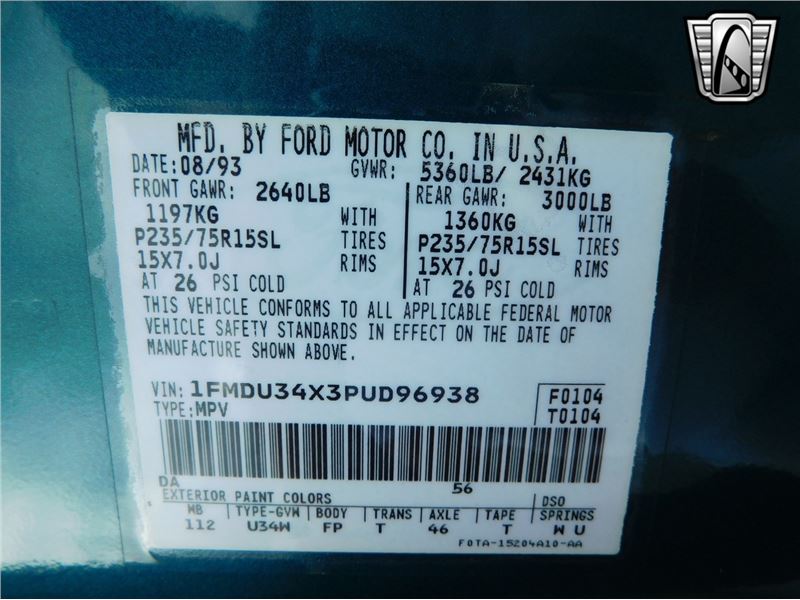 MFD. BY FORD MOTOR CO. IN U.S.A.
DATE: 08/93 GVWR: 5360LB/ 2431KG
FRONT GAWR: 2640LB REAR GAWR: 3000LB
1197KG WITH 1360KG WITH
P235/75R15SL TIRES P235/75R15SL TIRES
15X7.0J RIMS 15X7.0J RIMS
AT 26 PSI COLD AT 26 PSI COLD
THIS VEHICLE CONFORMS TO ALL APPLICABLE FEDERAL MOTOR
VEHICLE SAFETY STANDARDS IN EFFECT ON THE DATE OF
MANUFACTURE SHOWN ABOVE.
VIN: 1FMDU34X3PUD96938 F0104
TYPE: MPV T0104
DA 56
EXTERIOR PAINT COLORS DSO
WB TYPE-GVW BODY TRANS AXLE TAPE SPRINGS
112 U34W FP T 46 T W U
F0TA-15204A10-AA